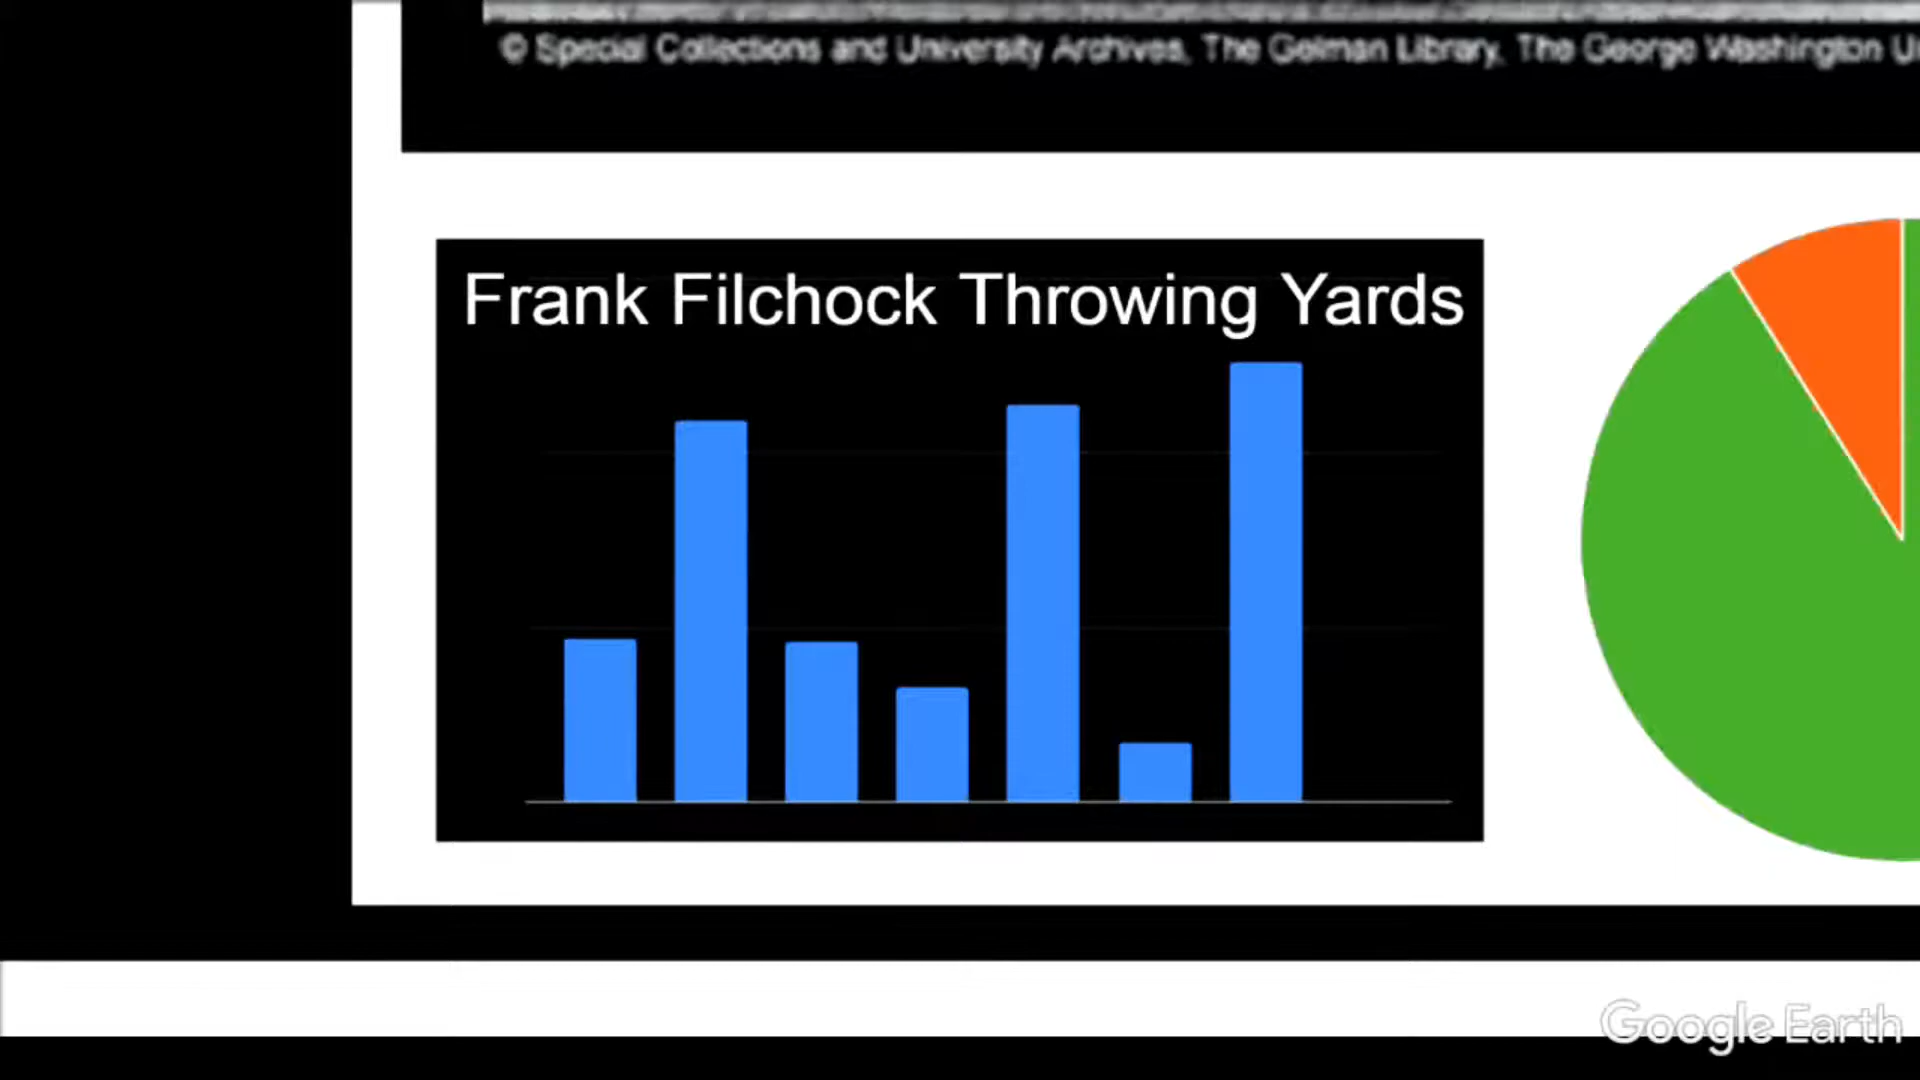 © Special Collections and University Archives, The Gelman Library, The George Washington
Frank Filchock Throwing Yards
Google Earth